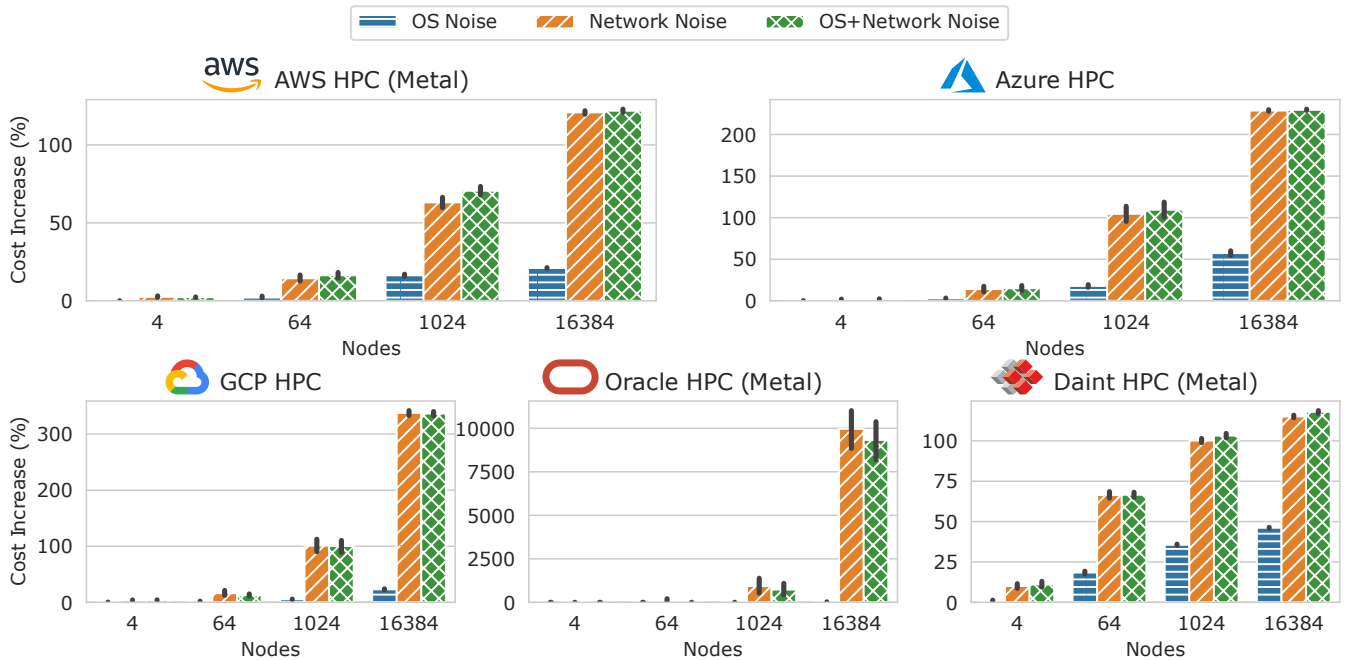 OS Noise Network Noise OS+Network Noise
aws AWS HPC (Metal)
Cost Increase (%)
100
50
0
4 64 1024 16384
Nodes
Azure HPC
200
150
100
50
0
4 64 1024 16384
Nodes
GCP HPC
Cost Increase (%)
300
200
100
0
4 64 1024 16384
Nodes
Oracle HPC (Metal)
10000
7500
5000
2500
0
4 64 1024 16384
Nodes
Daint HPC (Metal)
100
75
50
25
0
4 64 1024 16384
Nodes